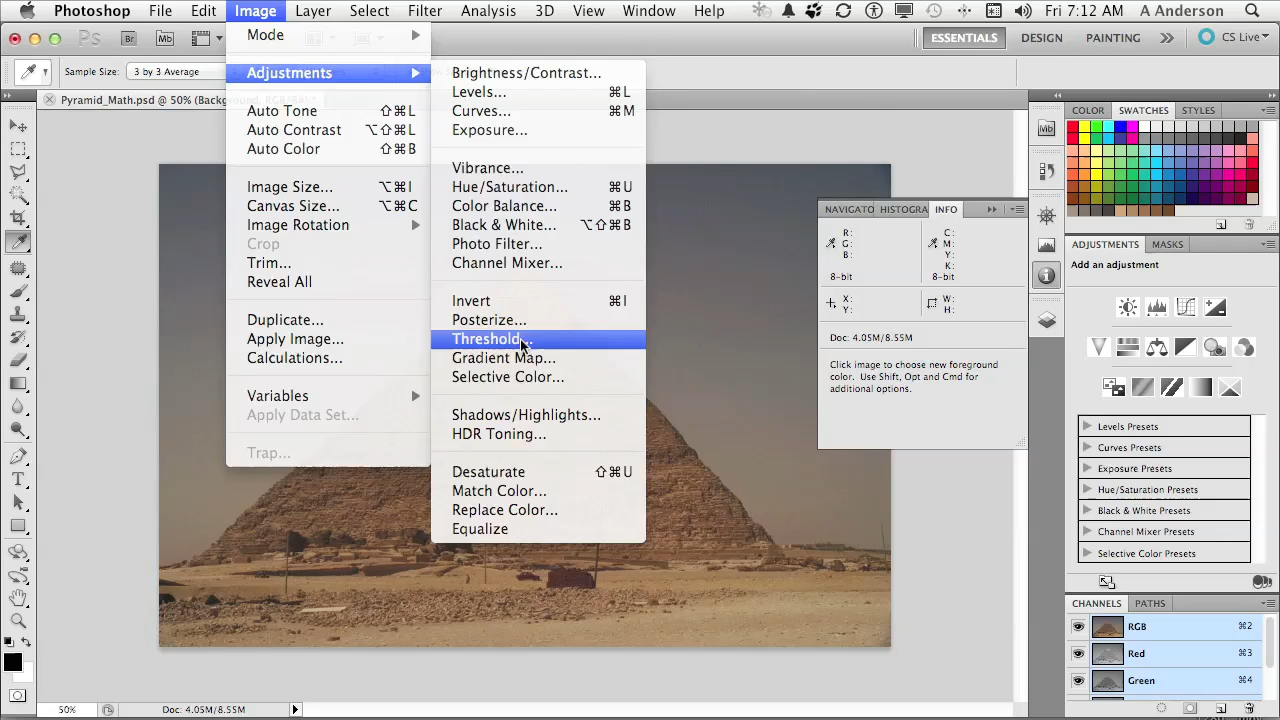 Photoshop File Edit Image Layer Select Filter Analysis 3D View Window Help Fri 7:12 AM A Anderson
Ps Br Mb ESSENTIALS DESIGN PAINTING CS Live
Sample Size: 3 by 3 Average
Pyramid_Math.psd @ 50%
Mode
Adjustments
Auto Tone ⇧⌘L
Auto Contrast ⌥⇧⌘L
Auto Color ⇧⌘B
Image Size... ⌥⌘I
Canvas Size... ⌥⌘C
Image Rotation
Crop
Trim...
Reveal All
Duplicate...
Apply Image...
Calculations...
Variables
Apply Data Set...
Trap...
Brightness/Contrast...
Levels... ⌘L
Curves... ⌘M
Exposure...
Vibrance...
Hue/Saturation... ⌘U
Color Balance... ⌘B
Black & White... ⌥⇧⌘B
Photo Filter...
Channel Mixer...
Invert ⌘I
Posterize...
Threshold...
Gradient Map...
Selective Color...
Shadows/Highlights...
HDR Toning...
Desaturate ⇧⌘U
Match Color...
Replace Color...
Equalize
NAVIGATO HISTOGRA INFO
R: C:
G: M:
B: Y:
K:
8-bit 8-bit
X: W:
Y: H:
Doc: 4.05M/8.55M
Click image to choose new foreground
color. Use Shift, Opt and Cmd for
additional options.
Mb
COLOR SWATCHES STYLES
ADJUSTMENTS MASKS
Add an adjustment
Levels Presets
Curves Presets
Exposure Presets
Hue/Saturation Presets
Black & White Presets
Channel Mixer Presets
Selective Color Presets
CHANNELS PATHS
RGB ⌘2
Red ⌘3
Green ⌘4
50% Doc: 4.05M/8.55M